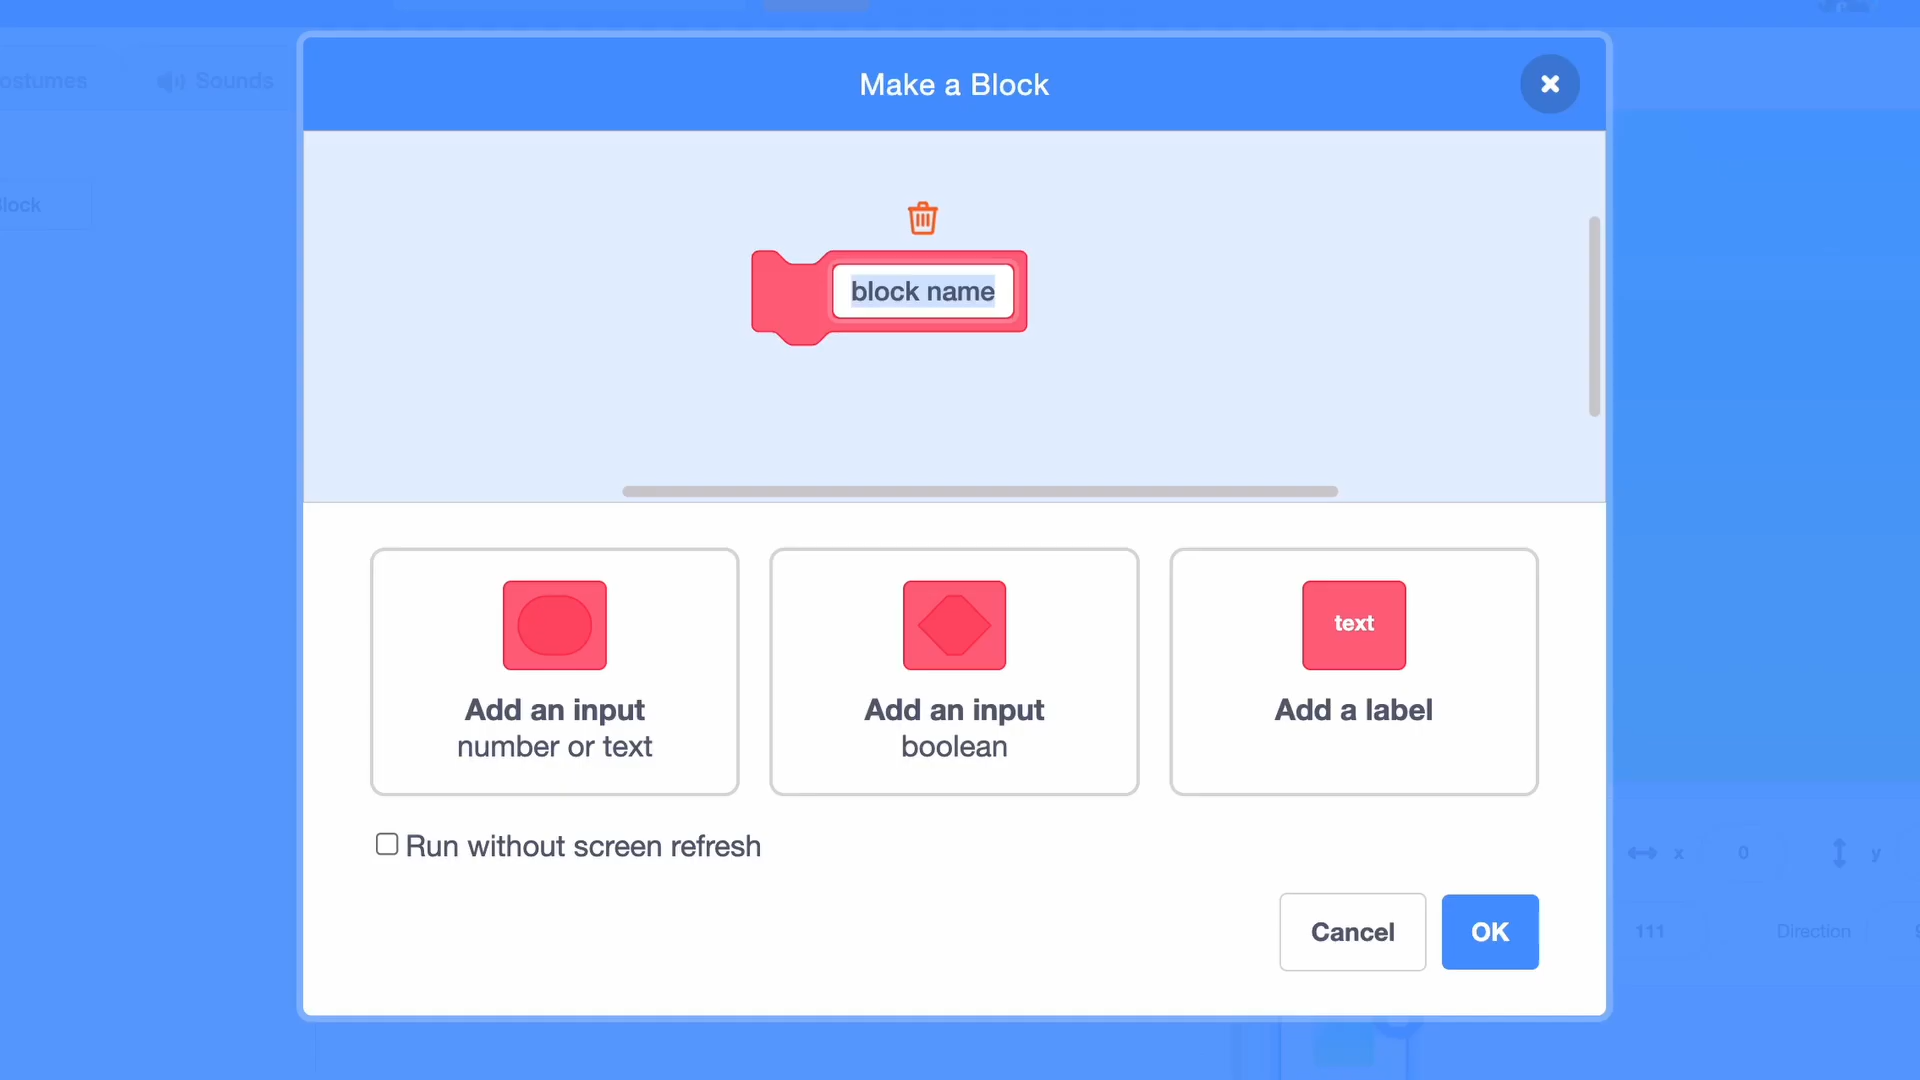 Make a Block
ostumes
Sounds
Block
block name
text
Add an input
number or text
Add an input
boolean
Add a label
Run without screen refresh
x 0 y
Cancel
OK
111
Direction